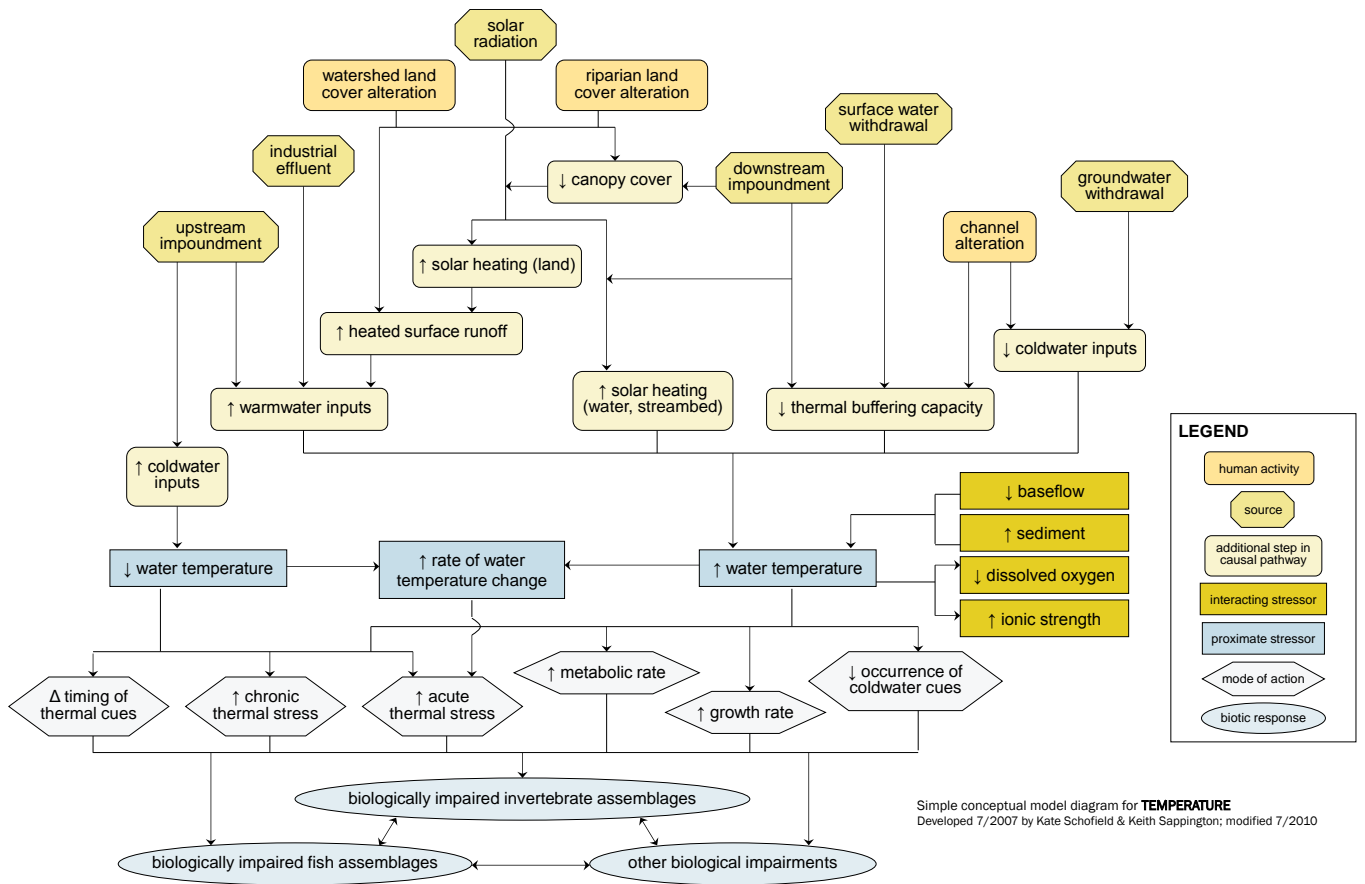 solar
radiation
watershed land
cover alteration
riparian land
cover alteration
surface water
withdrawal
industrial
effluent
↓ canopy cover
downstream
impoundment
groundwater
withdrawal
upstream
impoundment
channel
alteration
↑ solar heating (land)
↑ heated surface runoff
↓ coldwater inputs
↑ warmwater inputs
↑ solar heating
(water, streambed)
↓ thermal buffering capacity
↑ coldwater
inputs
LEGEND
human activity
source
additional step in
causal pathway
interacting stressor
proximate stressor
mode of action
biotic response
↓ baseflow
↑ sediment
↓ dissolved oxygen
↑ ionic strength
↓ water temperature
↑ rate of water
temperature change
↑ water temperature
Δ timing of
thermal cues
↑ chronic
thermal stress
↑ acute
thermal stress
↑ metabolic rate
↑ growth rate
↓ occurrence of
coldwater cues
biologically impaired invertebrate assemblages
biologically impaired fish assemblages
other biological impairments
Simple conceptual model diagram for TEMPERATURE
Developed 7/2007 by Kate Schofield & Keith Sappington; modified 7/2010